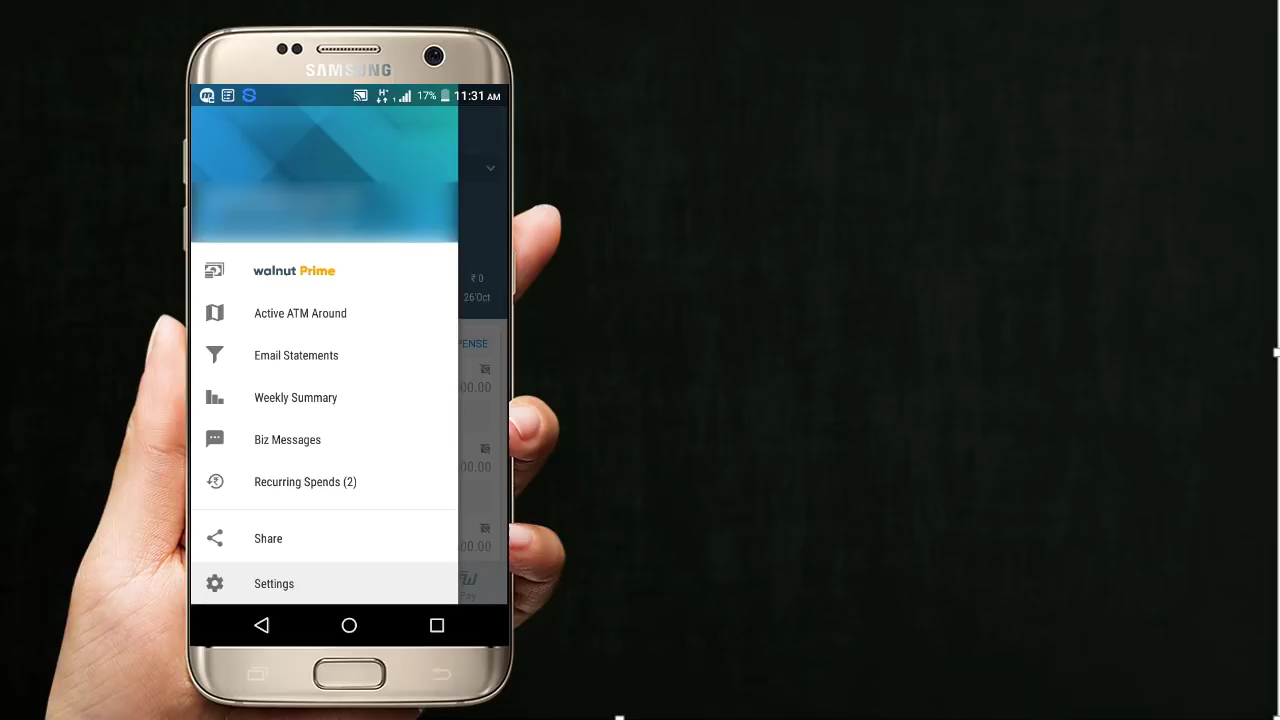 SAMSUNG
H+ 1 17% 11:31 AM
walnut Prime
Active ATM Around
Email Statements
Weekly Summary
Biz Messages
Recurring Spends (2)
Share
Settings
₹ 0
26'Oct
PENSE
00.00
00.00
00.00
Pay